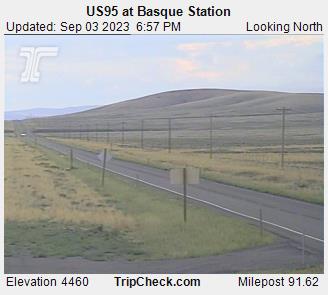 US95 at Basque Station
Updated: Sep 03 2023 6:57 PM Looking North
Elevation 4460 TripCheck.com Milepost 91.62